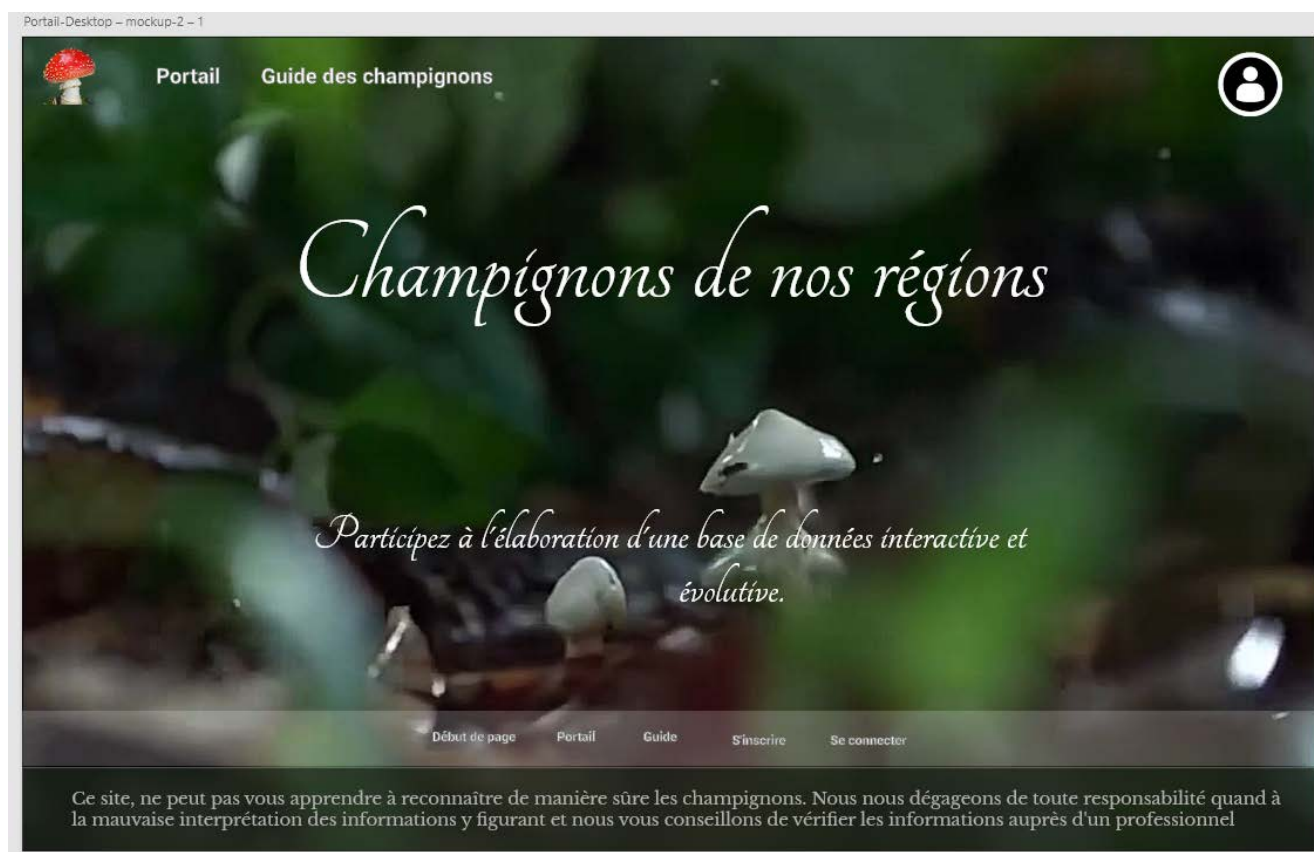 Portail-Desktop – mockup-2 – 1
Portail Guide des champignons
Champignons de nos régions
Participez à l'élaboration d'une base de données interactive et
évolutive.
Début de page Portail Guide S'inscrire Se connecter
Ce site, ne peut pas vous apprendre à reconnaître de manière sûre les champignons. Nous nous dégageons de toute responsabilité quand à
la mauvaise interprétation des informations y figurant et nous vous conseillons de vérifier les informations auprès d'un professionnel